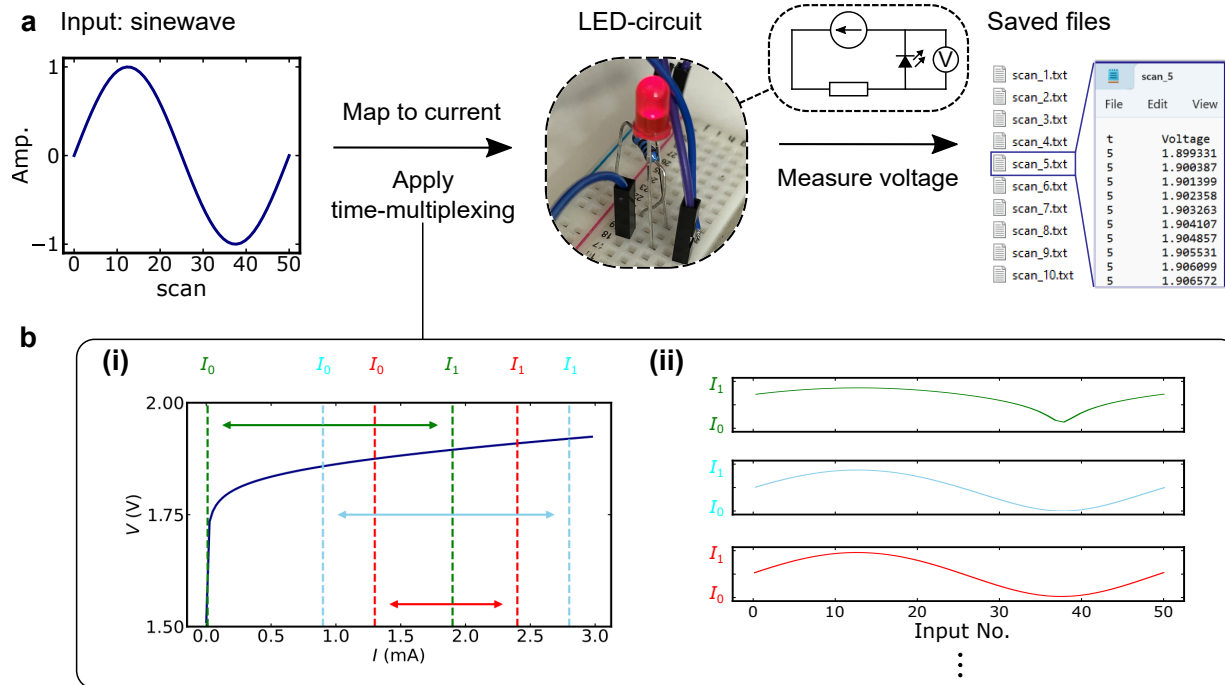 a
Input: sinewave
LED-circuit
Saved files
1
0
−1
Amp.
0 10 20 30 40 50
scan
Map to current
Apply
time-multiplexing
V
Measure voltage
scan_1.txt
scan_2.txt
scan_3.txt
scan_4.txt
scan_5.txt
scan_6.txt
scan_7.txt
scan_8.txt
scan_9.txt
scan_10.txt
scan_5
File Edit View
t Voltage
5 1.899331
5 1.900387
5 1.901399
5 1.902358
5 1.903263
5 1.904107
5 1.904857
5 1.905531
5 1.906099
5 1.906572
b
(i)
I₀ I₀ I₀ I₁ I₁ I₁
2.00
1.75
1.50
V (V)
0.0 0.5 1.0 1.5 2.0 2.5 3.0
I (mA)
(ii)
I₁
I₀
I₁
I₀
I₁
I₀
0 10 20 30 40 50
Input No.
⋮